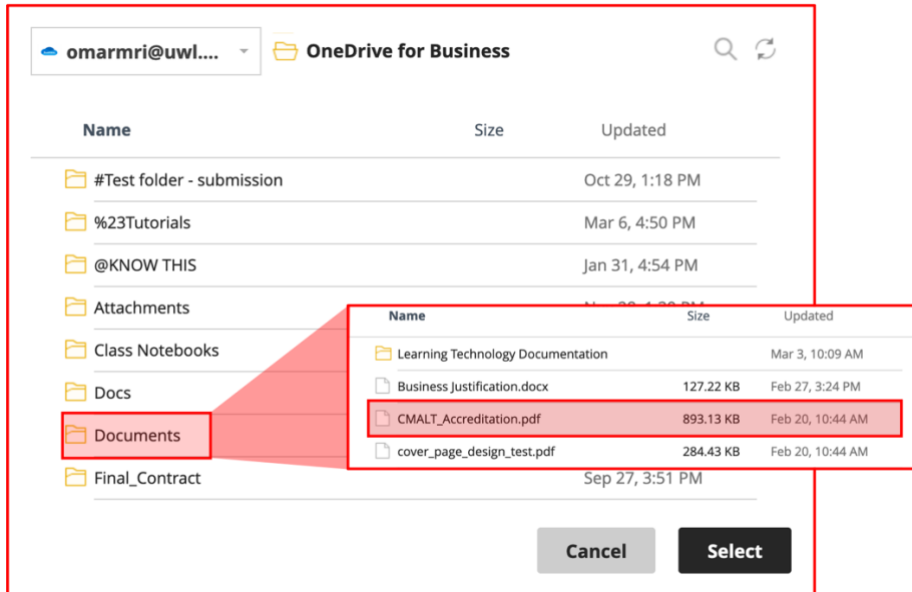 omarmri@uwl.... OneDrive for Business
Name Size Updated
#Test folder - submission Oct 29, 1:18 PM
%23Tutorials Mar 6, 4:50 PM
@KNOW THIS Jan 31, 4:54 PM
Attachments
Class Notebooks
Docs
Documents
Final_Contract Sep 27, 3:51 PM
Name Size Updated
Learning Technology Documentation Mar 3, 10:09 AM
Business Justification.docx 127.22 KB Feb 27, 3:24 PM
CMALT_Accreditation.pdf 893.13 KB Feb 20, 10:44 AM
cover_page_design_test.pdf 284.43 KB Feb 20, 10:44 AM
Cancel Select